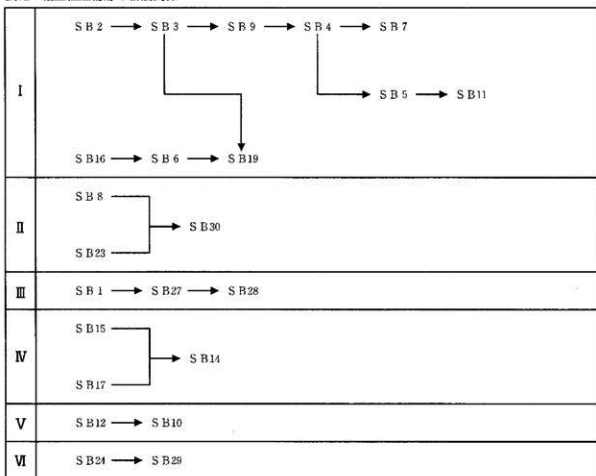 SB2 → SB3 → SB9 → SB4 → SB7
I
SB5 → SB11
SB16 → SB6 → SB19
SB8
II
SB30
SB23
III
SB1 → SB27 → SB28
SB15
IV
SB14
SB17
V
SB12 → SB10
VI
SB24 → SB29